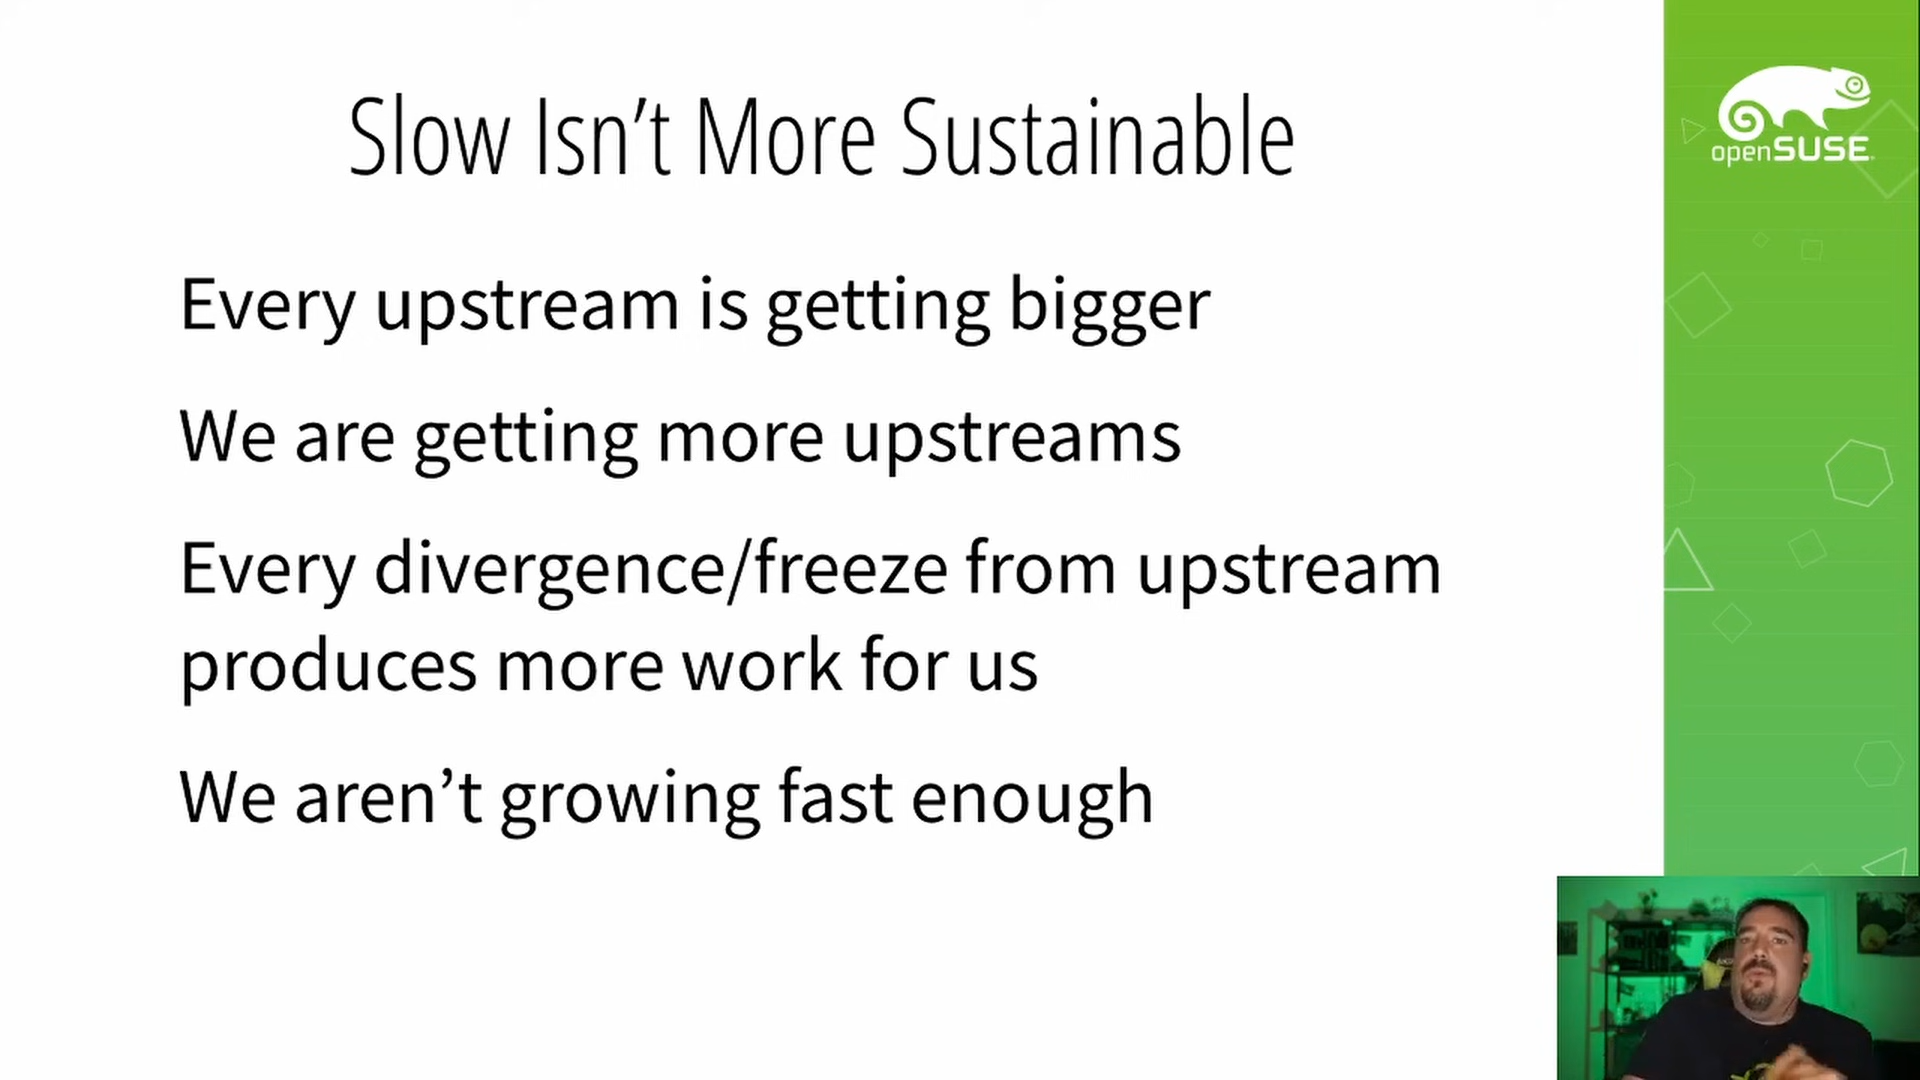 Slow Isn’t More Sustainable
openSUSE
Every upstream is getting bigger
We are getting more upstreams
Every divergence/freeze from upstream
produces more work for us
We aren’t growing fast enough